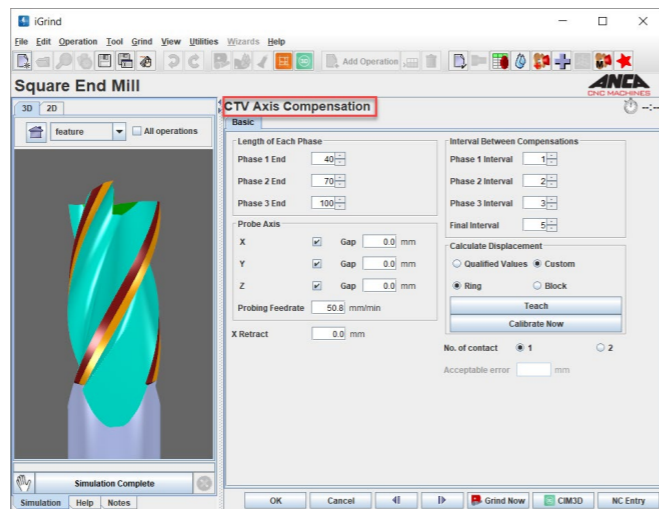 iGrind
File Edit Operation Tool Grind View Utilities Wizards Help
Add Operation
Square End Mill
ANCA
CNC MACHINES
3D 2D
feature
All operations
CTV Axis Compensation
--:-
Basic
Length of Each Phase
Phase 1 End 40
Phase 2 End 70
Phase 3 End 100
Interval Between Compensations
Phase 1 Interval 1
Phase 2 Interval 2
Phase 3 Interval 3
Final Interval 5
Probe Axis
X Gap 0.0 mm
Y Gap 0.0 mm
Z Gap 0.0 mm
Probing Feedrate 50.8 mm/min
X Retract 0.0 mm
Calculate Displacement
Qualified Values Custom
Ring Block
Teach
Calibrate Now
No. of contact 1 2
Acceptable error mm
Simulation Complete
Simulation Help Notes
OK Cancel Grind Now CIM3D NC Entry